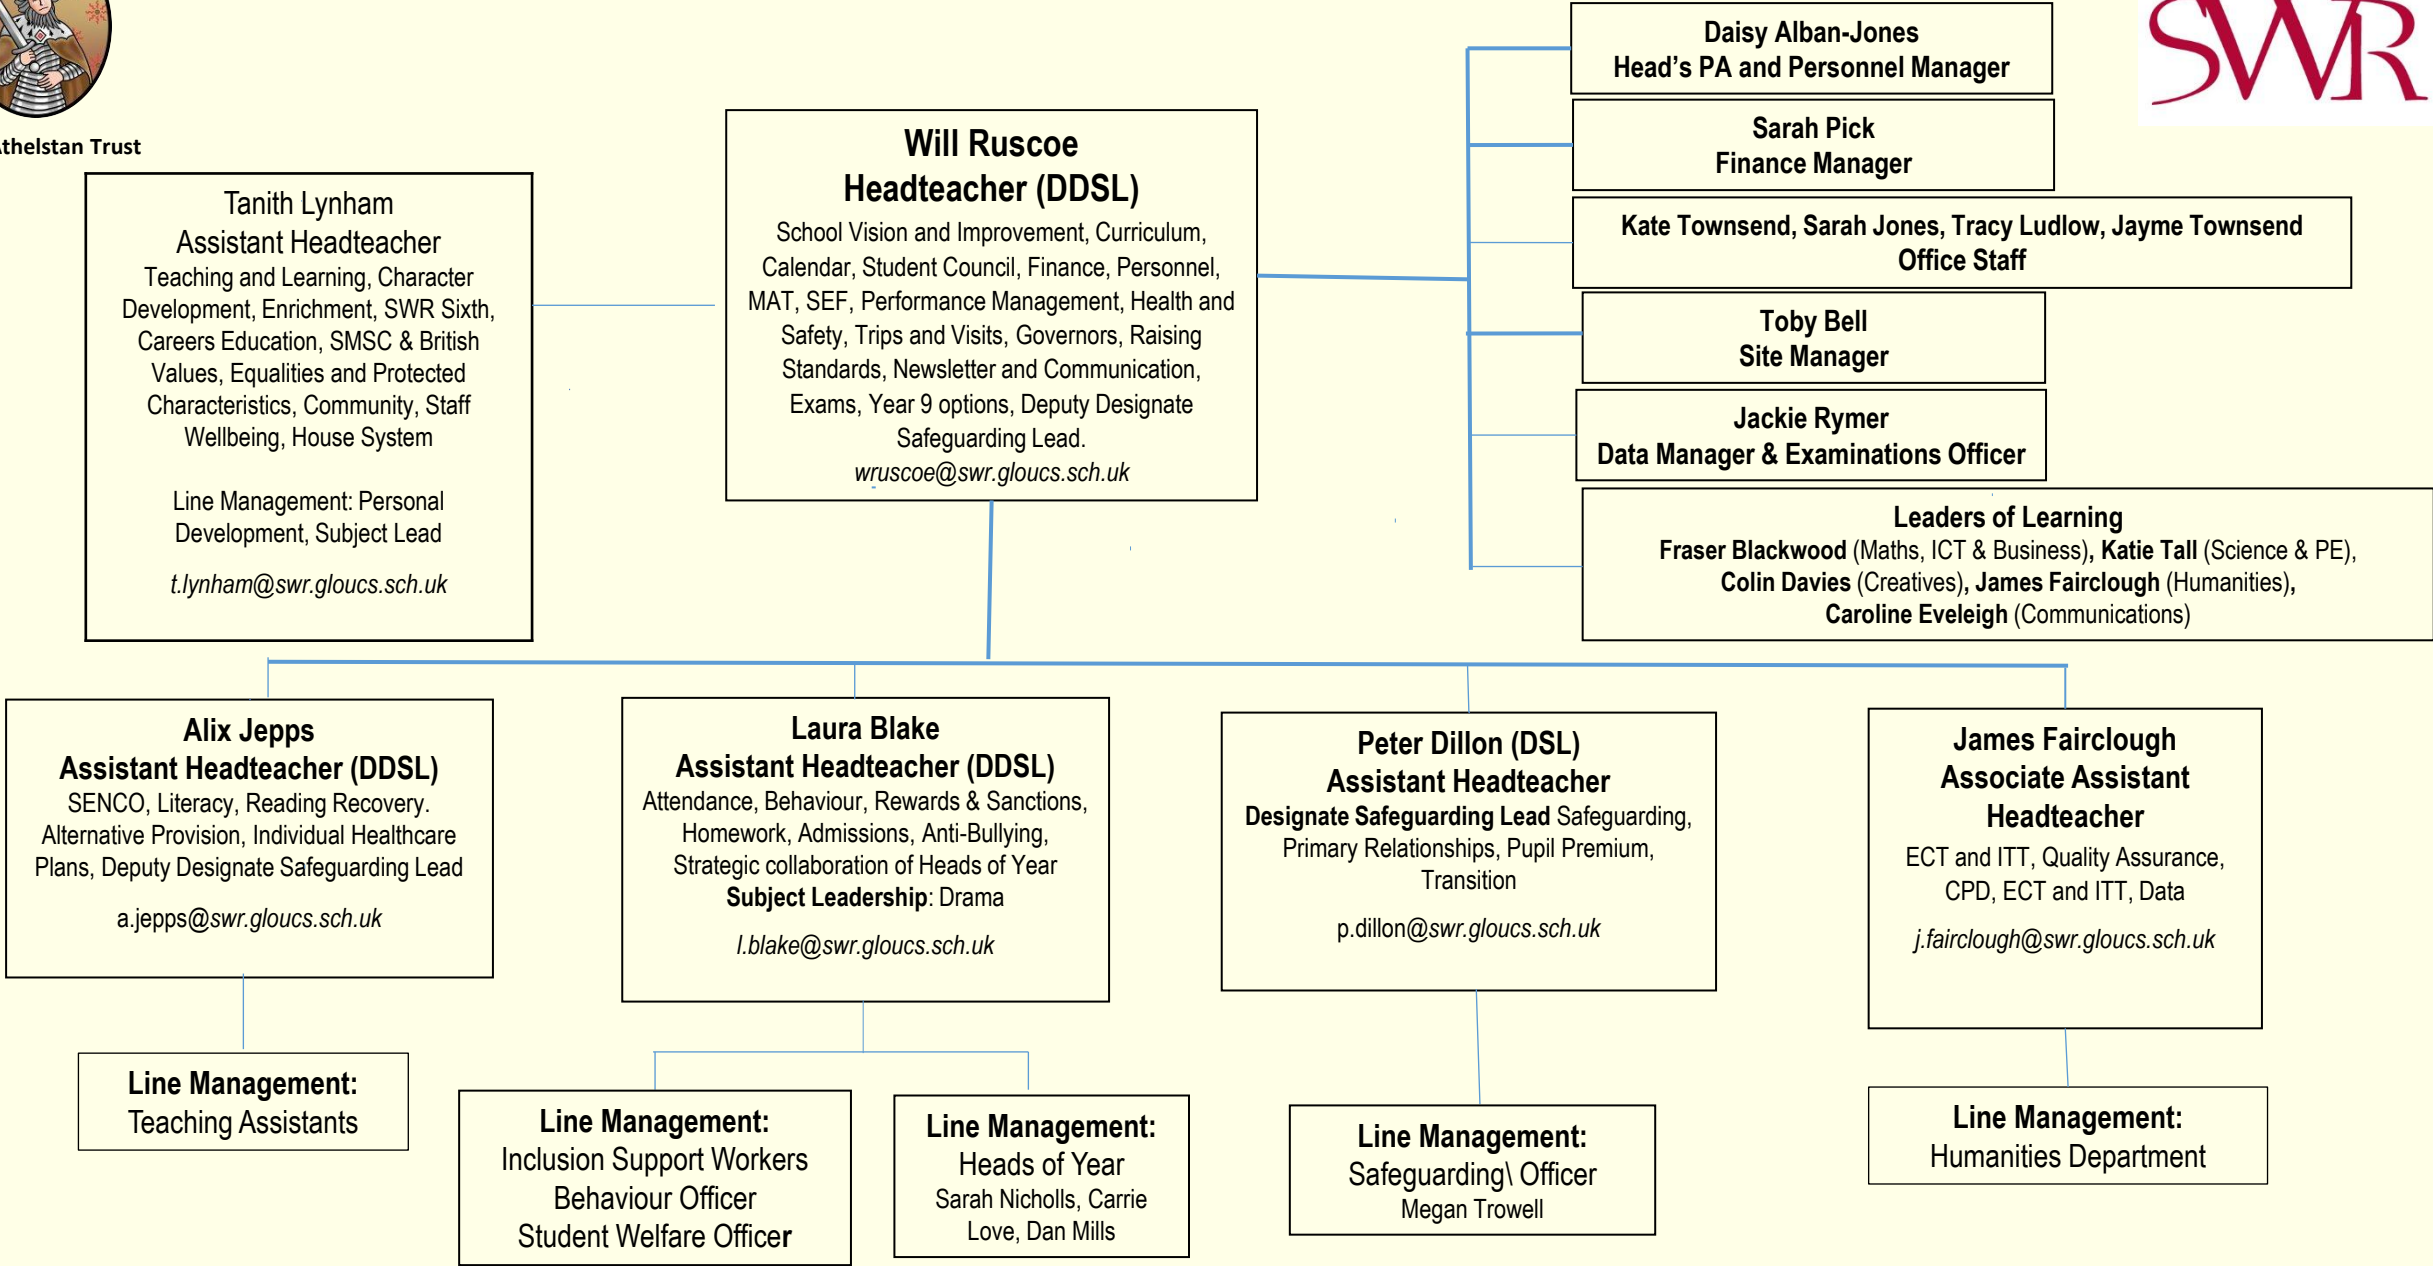 SWR
Athelstan Trust
Tanith Lynham
Assistant Headteacher
Teaching and Learning, Character
Development, Enrichment, SWR Sixth,
Careers Education, SMSC & British
Values, Equalities and Protected
Characteristics, Community, Staff
Wellbeing, House System
Line Management: Personal
Development, Subject Lead
t.lynham@swr.gloucs.sch.uk
Will Ruscoe
Headteacher (DDSL)
School Vision and Improvement, Curriculum,
Calendar, Student Council, Finance, Personnel,
MAT, SEF, Performance Management, Health and
Safety, Trips and Visits, Governors, Raising
Standards, Newsletter and Communication,
Exams, Year 9 options, Deputy Designate
Safeguarding Lead.
wruscoe@swr.gloucs.sch.uk
Daisy Alban-Jones
Head's PA and Personnel Manager
Sarah Pick
Finance Manager
Kate Townsend, Sarah Jones, Tracy Ludlow, Jayme Townsend
Office Staff
Toby Bell
Site Manager
Jackie Rymer
Data Manager & Examinations Officer
Leaders of Learning
Fraser Blackwood (Maths, ICT & Business), Katie Tall (Science & PE),
Colin Davies (Creatives), James Fairclough (Humanities),
Caroline Eveleigh (Communications)
Alix Jepps
Assistant Headteacher (DDSL)
SENCO, Literacy, Reading Recovery.
Alternative Provision, Individual Healthcare
Plans, Deputy Designate Safeguarding Lead
a.jepps@swr.gloucs.sch.uk
Laura Blake
Assistant Headteacher (DDSL)
Attendance, Behaviour, Rewards & Sanctions,
Homework, Admissions, Anti-Bullying,
Strategic collaboration of Heads of Year
Subject Leadership: Drama
l.blake@swr.gloucs.sch.uk
Peter Dillon (DSL)
Assistant Headteacher
Designate Safeguarding Lead Safeguarding,
Primary Relationships, Pupil Premium,
Transition
p.dillon@swr.gloucs.sch.uk
James Fairclough
Associate Assistant
Headteacher
ECT and ITT, Quality Assurance,
CPD, ECT and ITT, Data
j.fairclough@swr.gloucs.sch.uk
Line Management:
Teaching Assistants
Line Management:
Inclusion Support Workers
Behaviour Officer
Student Welfare Officer
Line Management:
Heads of Year
Sarah Nicholls, Carrie
Love, Dan Mills
Line Management:
Safeguarding\ Officer
Megan Trowell
Line Management:
Humanities Department